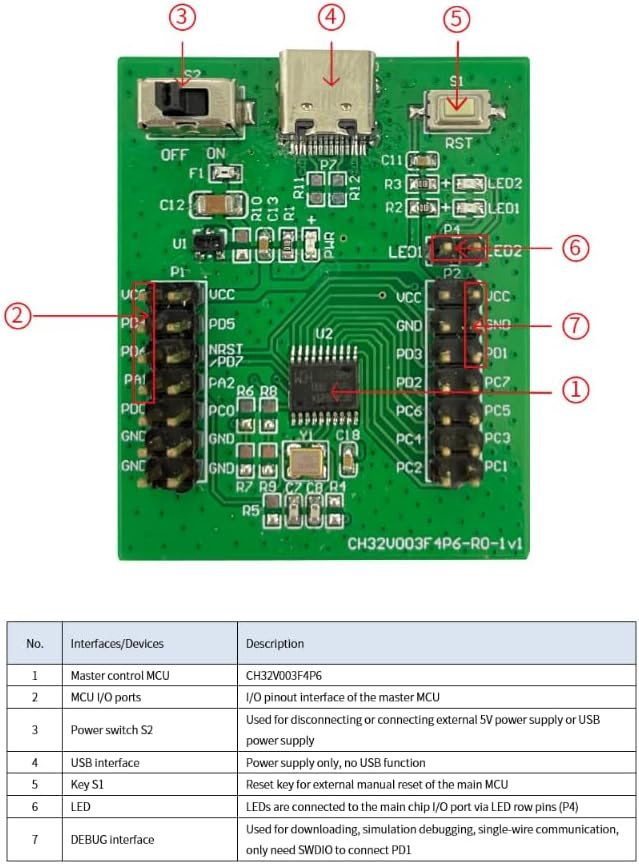 ③
④
⑤
S2
S1
OFF ON
RST
F1
P7
R11
R12
C11
R3 + LED2
R2 + LED1
C12
R10
C13
R1
+
PWR
U1
P4
LED1
LED2
⑥
P1
P2
②
VCC
VCC
VCC
VCC
PD5
GND
GND
⑦
U2
NRST
/PD7
PD3
PD1
PA1
PA2
PD2
PC7
①
R6 R8
PC0
PC6
PC5
GND
GND
Y1
C18
PC4
PC3
GND
GND
R7 R9
PC2
PC1
R5
C7 C8 R4
CH32V003F4P6-R0-1v1
No. Interfaces/Devices Description
1 Master control MCU CH32V003F4P6
2 MCU I/O ports I/O pinout interface of the master MCU
3 Power switch S2 Used for disconnecting or connecting external 5V power supply or USB
power supply
4 USB interface Power supply only, no USB function
5 Key S1 Reset key for external manual reset of the main MCU
6 LED LEDs are connected to the main chip I/O port via LED row pins (P4)
7 DEBUG interface Used for downloading, simulation debugging, single-wire communication,
only need SWDIO to connect PD1